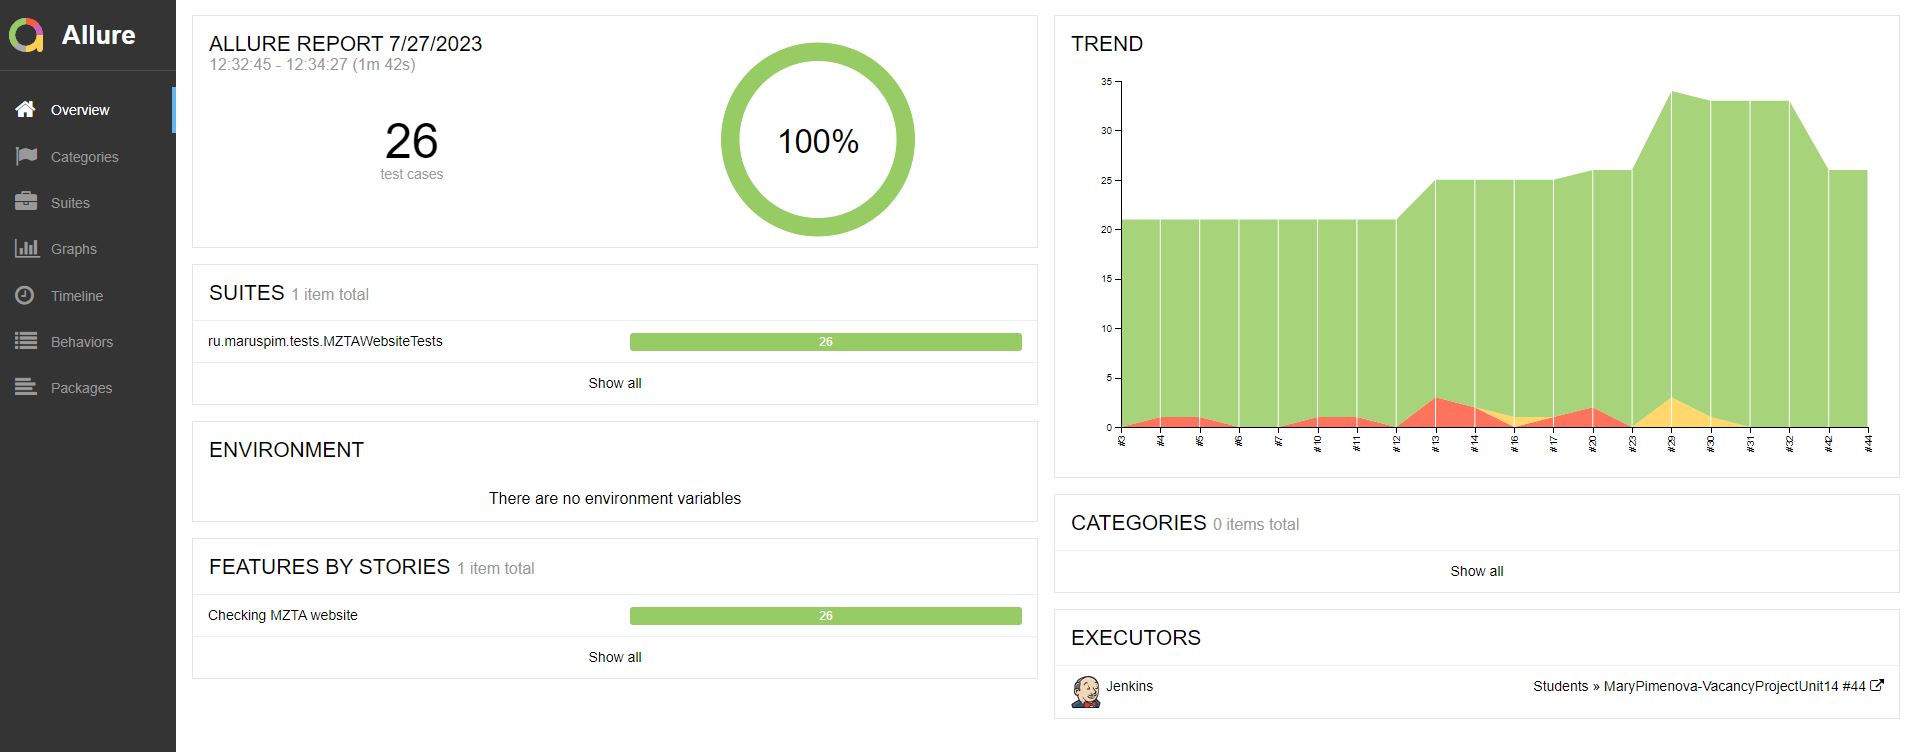 Allure
Overview
Categories
Suites
Graphs
Timeline
Behaviors
Packages
ALLURE REPORT 7/27/2023
12:32:45 - 12:34:27 (1m 42s)
26
test cases
100%
SUITES 1 item total
ru.maruspim.tests.MZTAWebsiteTests 26
Show all
ENVIRONMENT
There are no environment variables
FEATURES BY STORIES 1 item total
Checking MZTA website 26
Show all
TREND
35
30
25
20
15
10
5
0
#3 #4 #5 #6 #7 #10 #11 #12 #13 #14 #16 #17 #20 #23 #29 #30 #31 #32 #42 #44
CATEGORIES 0 items total
Show all
EXECUTORS
Jenkins Students » MaryPimenova-VacancyProjectUnit14 #44